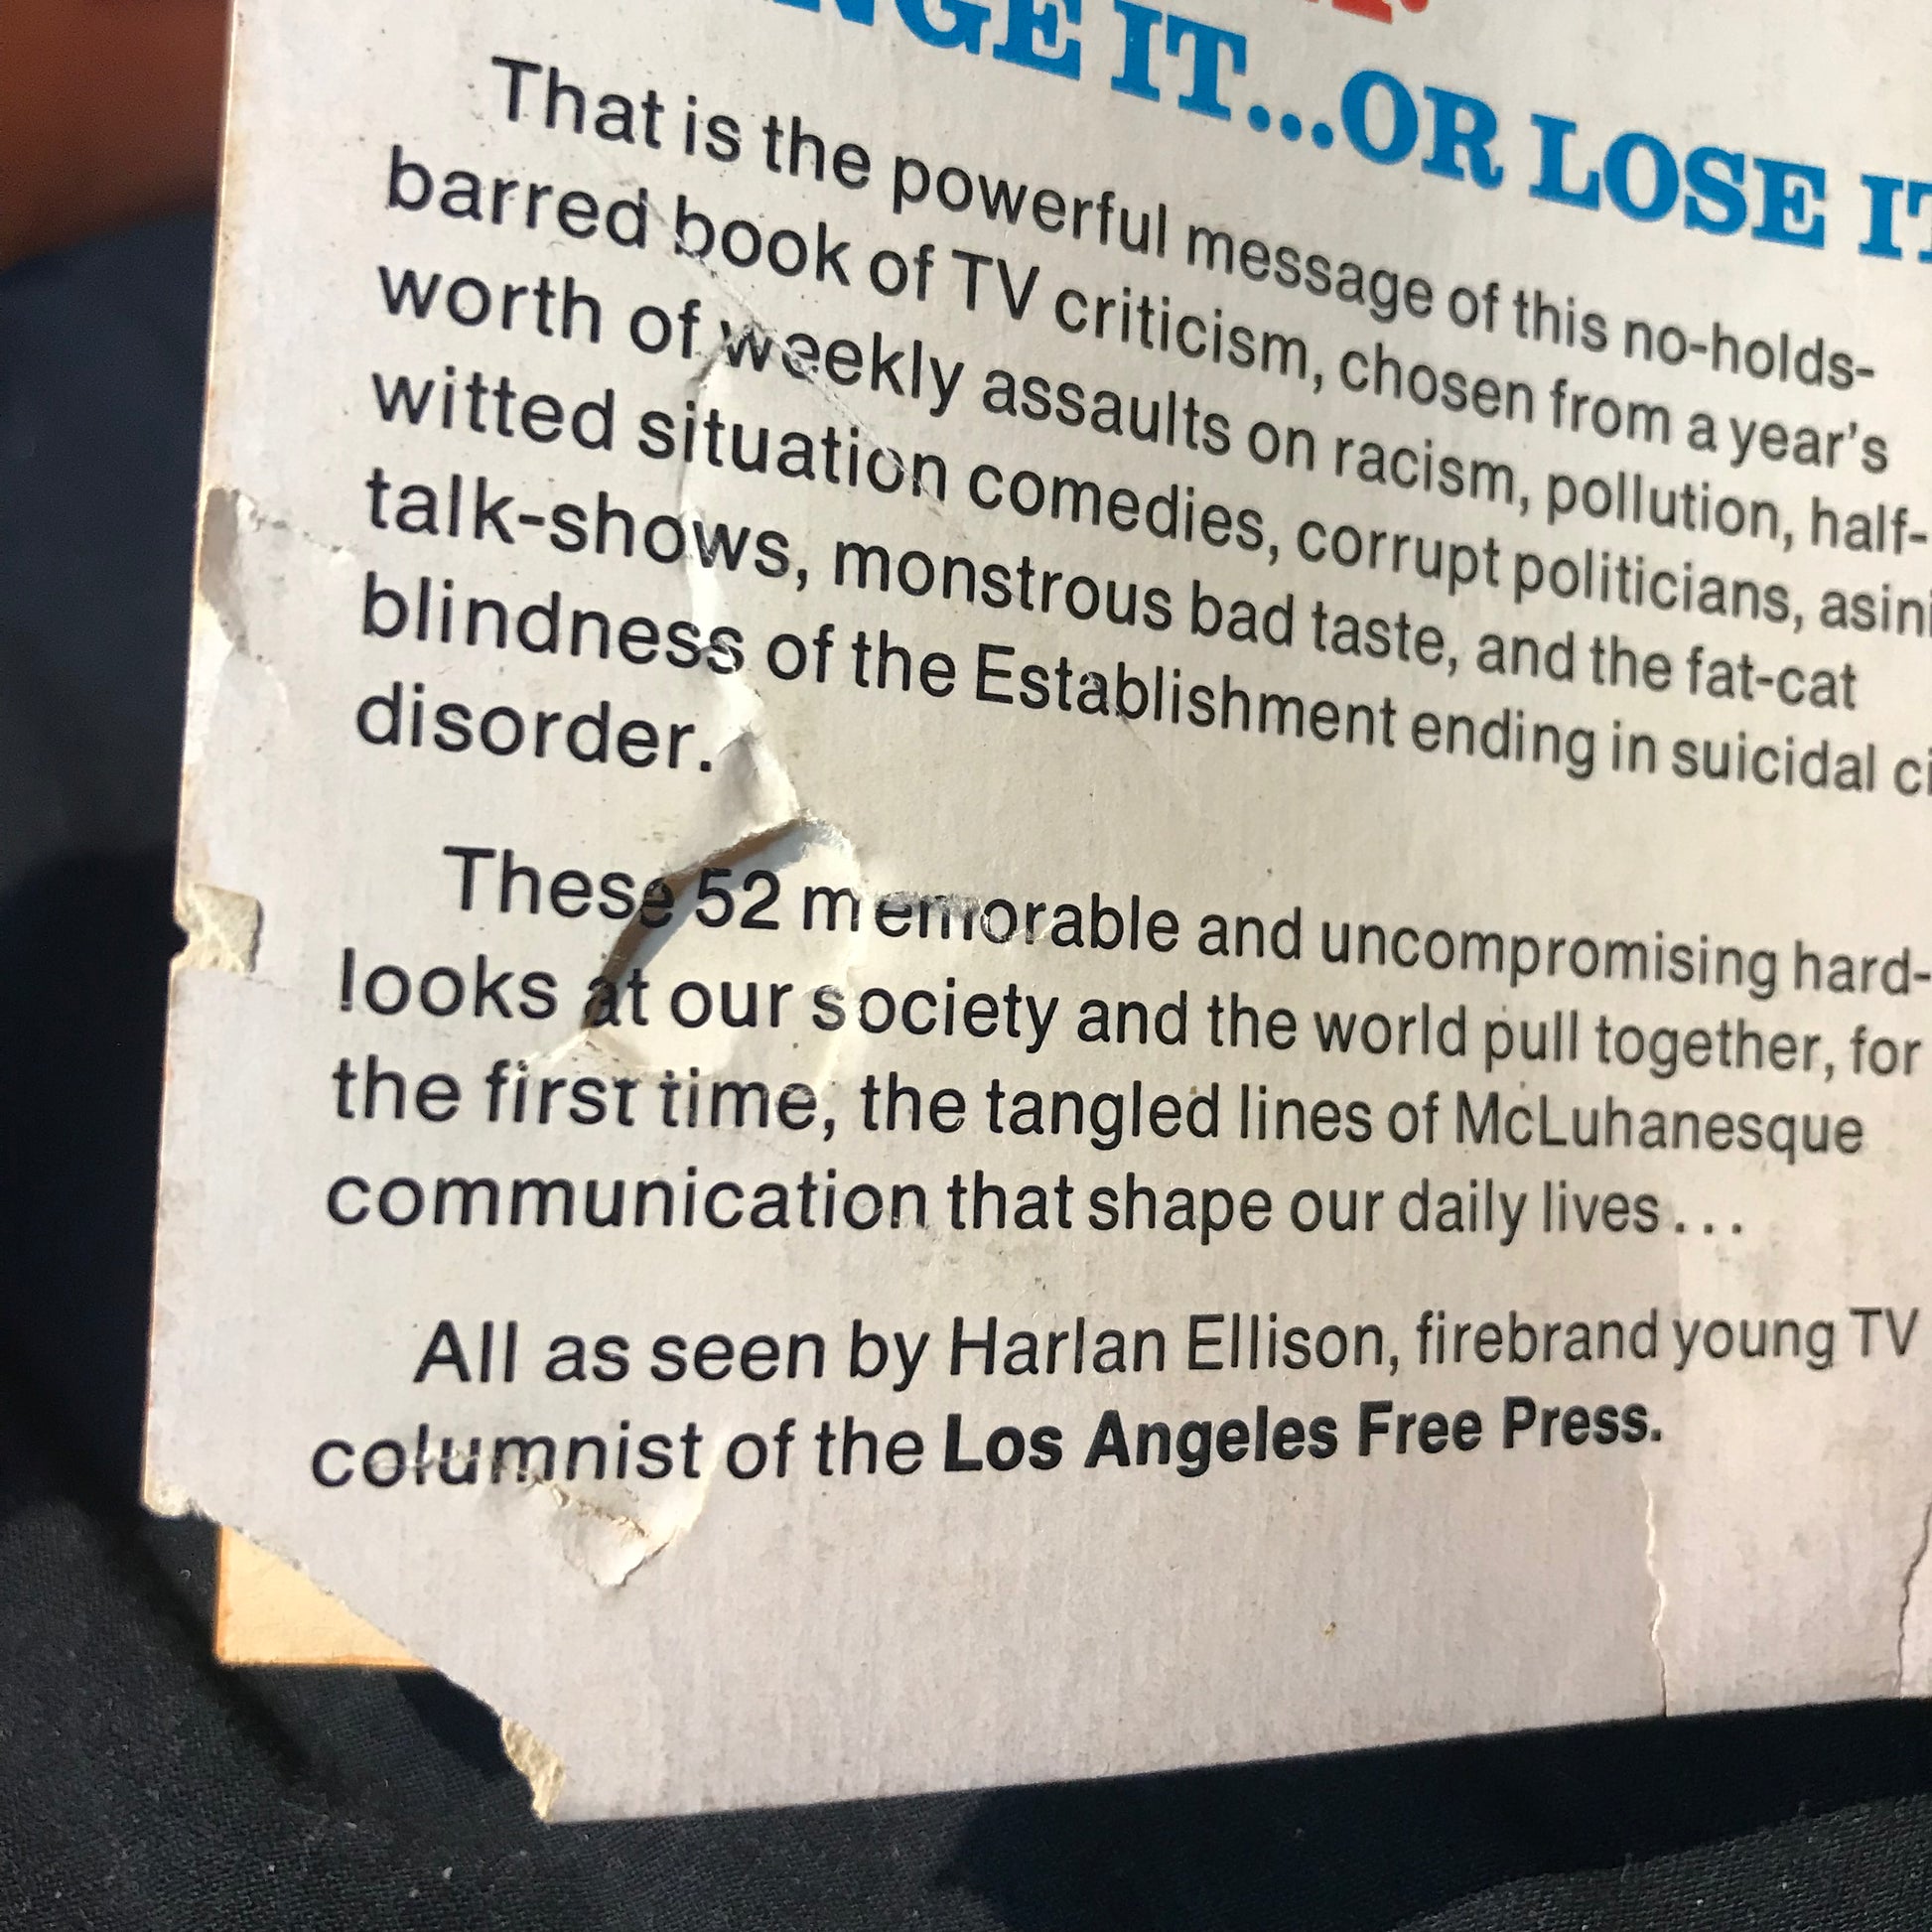 IT...OR LOSE
That is the powerful message of this no-holds-
barred book of TV criticism, chosen from a year's
worth of weekly assaults on racism, pollution, half-
witted situation comedies, corrupt politicians,
talk-shows, monstrous bad taste, and the fat-cat
blindness of the Establishment ending in suicidal
disorder.
These 52 memorable and uncompromising hard-
looks at our society and the world pull together, for
the first time, the tangled lines of McLuhanesque
communication that shape our daily lives...
All as seen by Harlan Ellison, firebrand young TV
columnist of the Los Angeles Free Press.